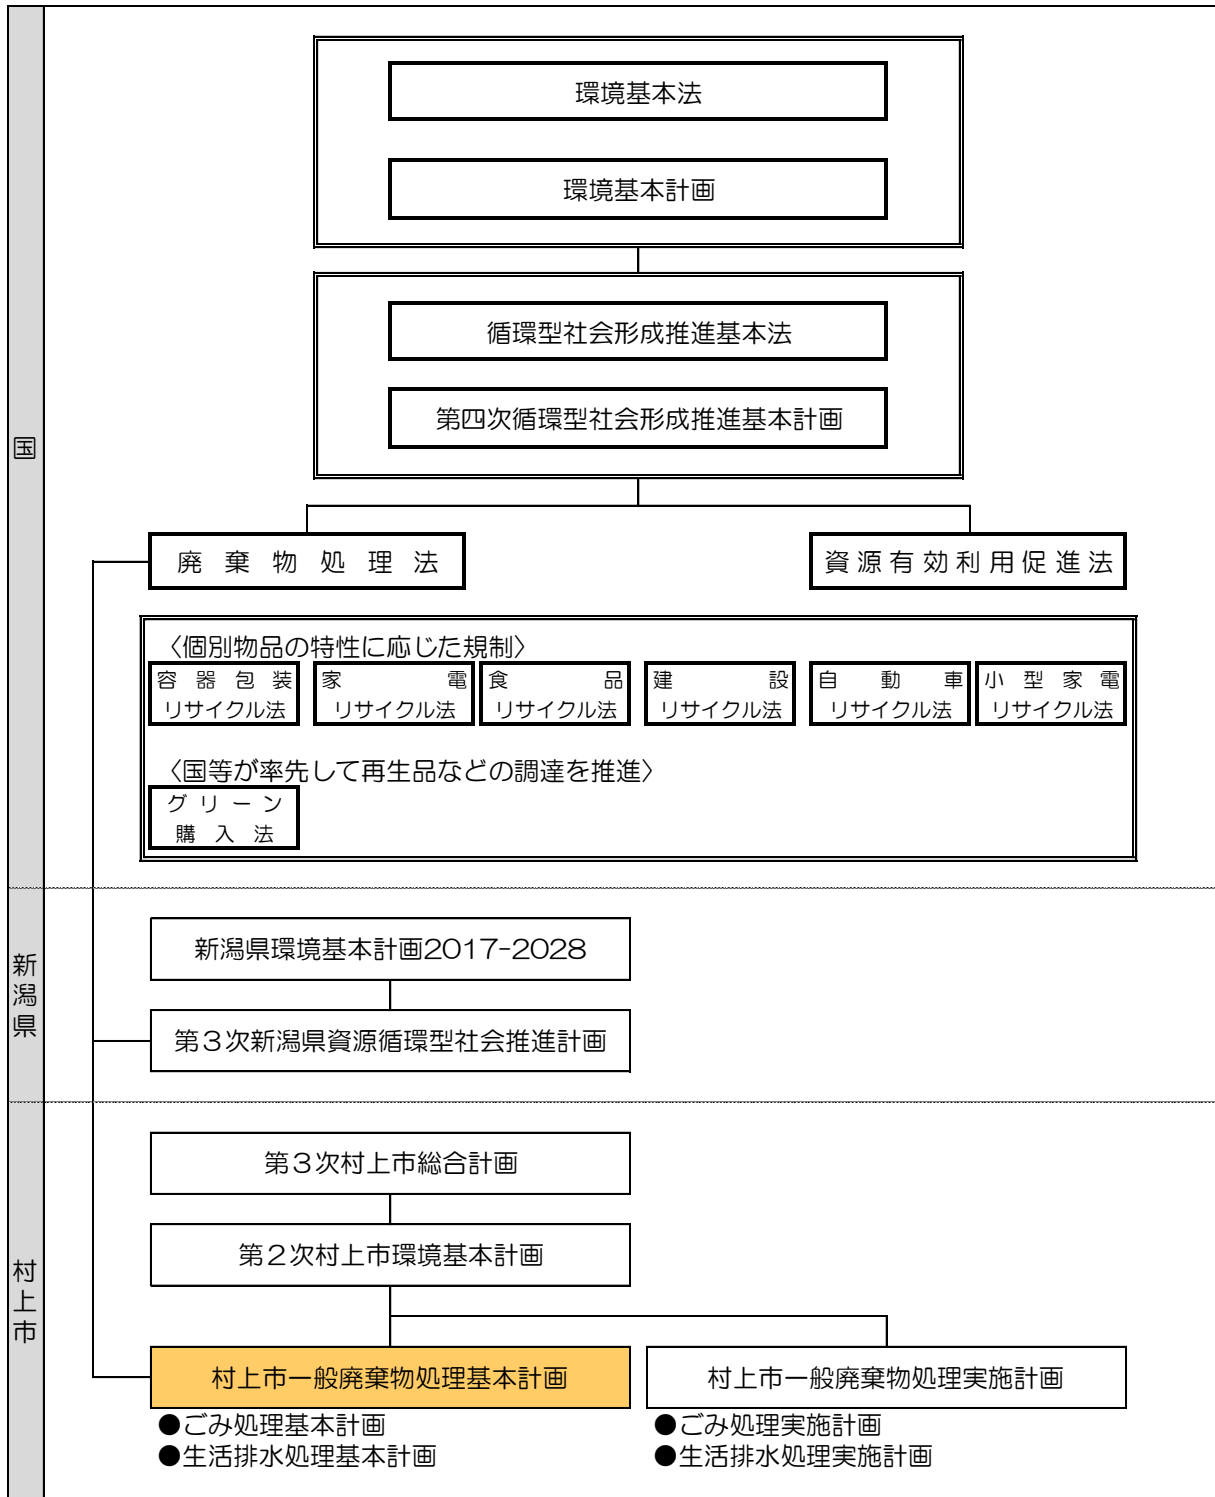 国
環境基本法
環境基本計画
循環型社会形成推進基本法
第四次循環型社会形成推進基本計画
廃棄物処理法
資源有効利用促進法
〈個別物品の特性に応じた規制〉
容器包装
リサイクル法
家電
リサイクル法
食品
リサイクル法
建設
リサイクル法
自動車
リサイクル法
小型家電
リサイクル法
〈国等が率先して再生品などの調達を推進〉
グリーン
購入法
新潟県
新潟県環境基本計画2017-2028
第３次新潟県資源循環型社会推進計画
村上市
第３次村上市総合計画
第２次村上市環境基本計画
村上市一般廃棄物処理基本計画
●ごみ処理基本計画
●生活排水処理基本計画
村上市一般廃棄物処理実施計画
●ごみ処理実施計画
●生活排水処理実施計画